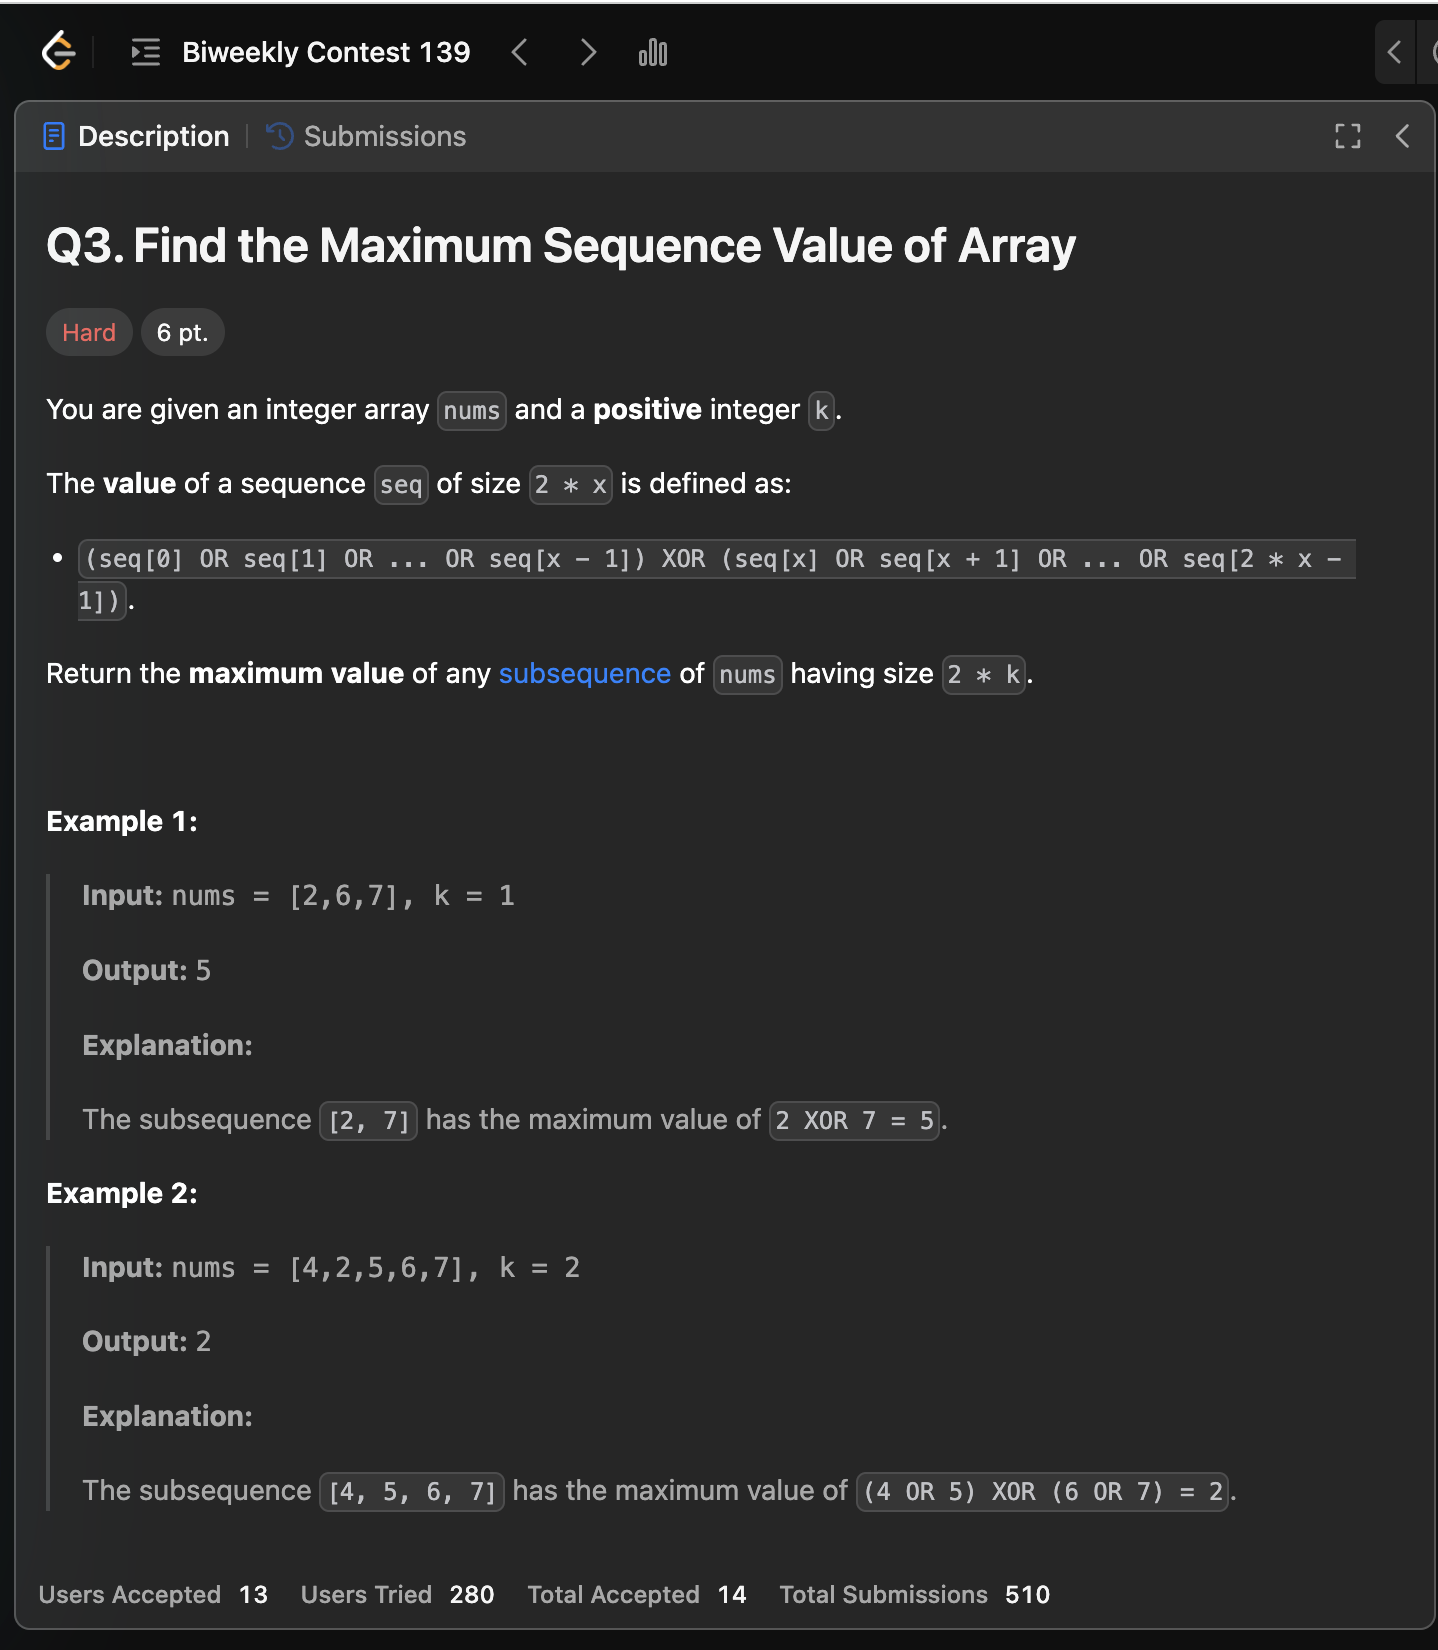 Biweekly Contest 139
Description
Submissions
Q3. Find the Maximum Sequence Value of Array
Hard
6 pt.
You are given an integer array nums and a positive integer k.
The value of a sequence seq of size 2 * x is defined as:
• (seq[0] OR seq[1] OR ... OR seq[x - 1]) XOR (seq[x] OR seq[x + 1] OR ... OR seq[2 * x -
1]).
Return the maximum value of any subsequence of nums having size 2 * k.
Example 1:
Input: nums = [2,6,7], k = 1
Output: 5
Explanation:
The subsequence [2, 7] has the maximum value of 2 XOR 7 = 5.
Example 2:
Input: nums = [4,2,5,6,7], k = 2
Output: 2
Explanation:
The subsequence [4, 5, 6, 7] has the maximum value of (4 OR 5) XOR (6 OR 7) = 2.
Users Accepted 13 Users Tried 280 Total Accepted 14 Total Submissions 510